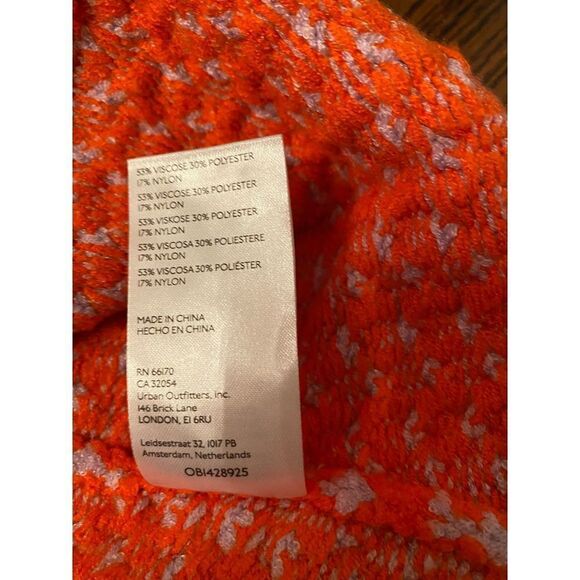 53% VISCOSE 30% POLYESTER
17% NYLON
53% VISCOSE 30% POLYESTER
17% NYLON
53% VISKOSE 30% POLYESTER
17% NYLON
53% VISCOSA 30% POLIESTERE
17% NYLON
53% VISCOSA 30% POLIÉSTER
17% NYLON
MADE IN CHINA
HECHO EN CHINA
RN 66170
CA 32054
Urban Outfitters, Inc.
146 Brick Lane
LONDON, E1 6RU
Leidsestraat 32, 1017 PB
Amsterdam, Netherlands
OB1428925